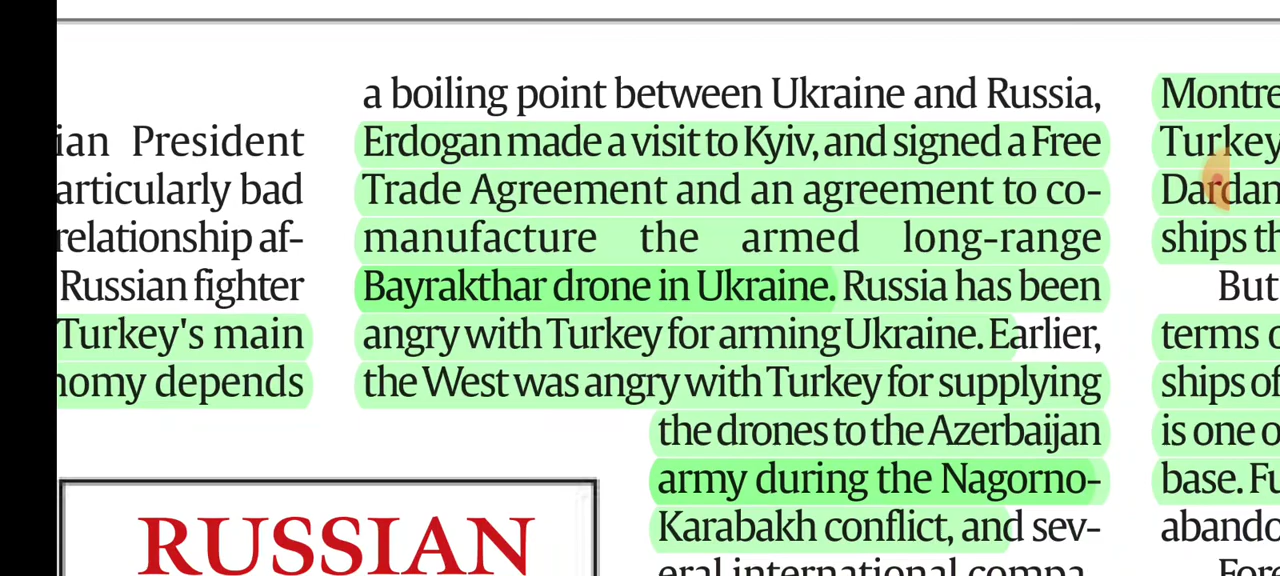 ian President
articularly bad
relationship af-
Russian fighter
Turkey's main
nomy depends
RUSSIAN
a boiling point between Ukraine and Russia,
Erdogan made a visit to Kyiv, and signed a Free
Trade Agreement and an agreement to co-
manufacture the armed long-range
Bayrakthar drone in Ukraine. Russia has been
angry with Turkey for arming Ukraine. Earlier,
the West was angry with Turkey for supplying
the drones to the Azerbaijan
army during the Nagorno-
Karabakh conflict, and sev-
eral international compa-
Montre
Turkey
Dardan
ships th
But
terms o
ships of
is one o
base. Fu
abando
Fore